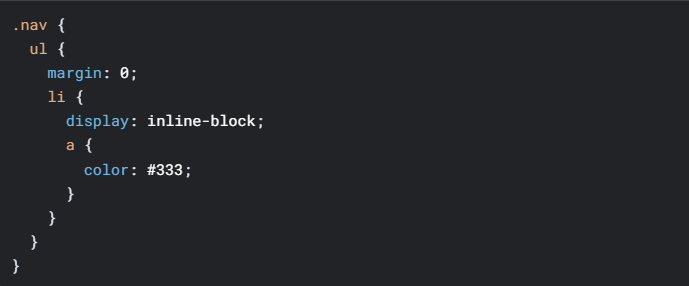 .nav {
  ul {
    margin: 0;
    li {
      display: inline-block;
      a {
        color: #333;
      }
    }
  }
}